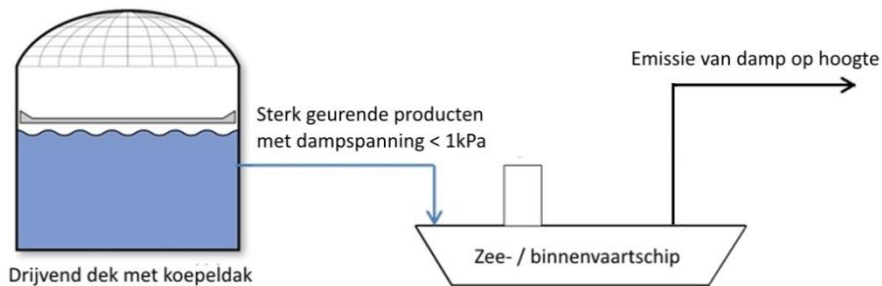 Emissie van damp op hoogte
Sterk geurende producten
met dampspanning < 1kPa
Zee- / binnenvaartschip
Drijvend dek met koepeldak